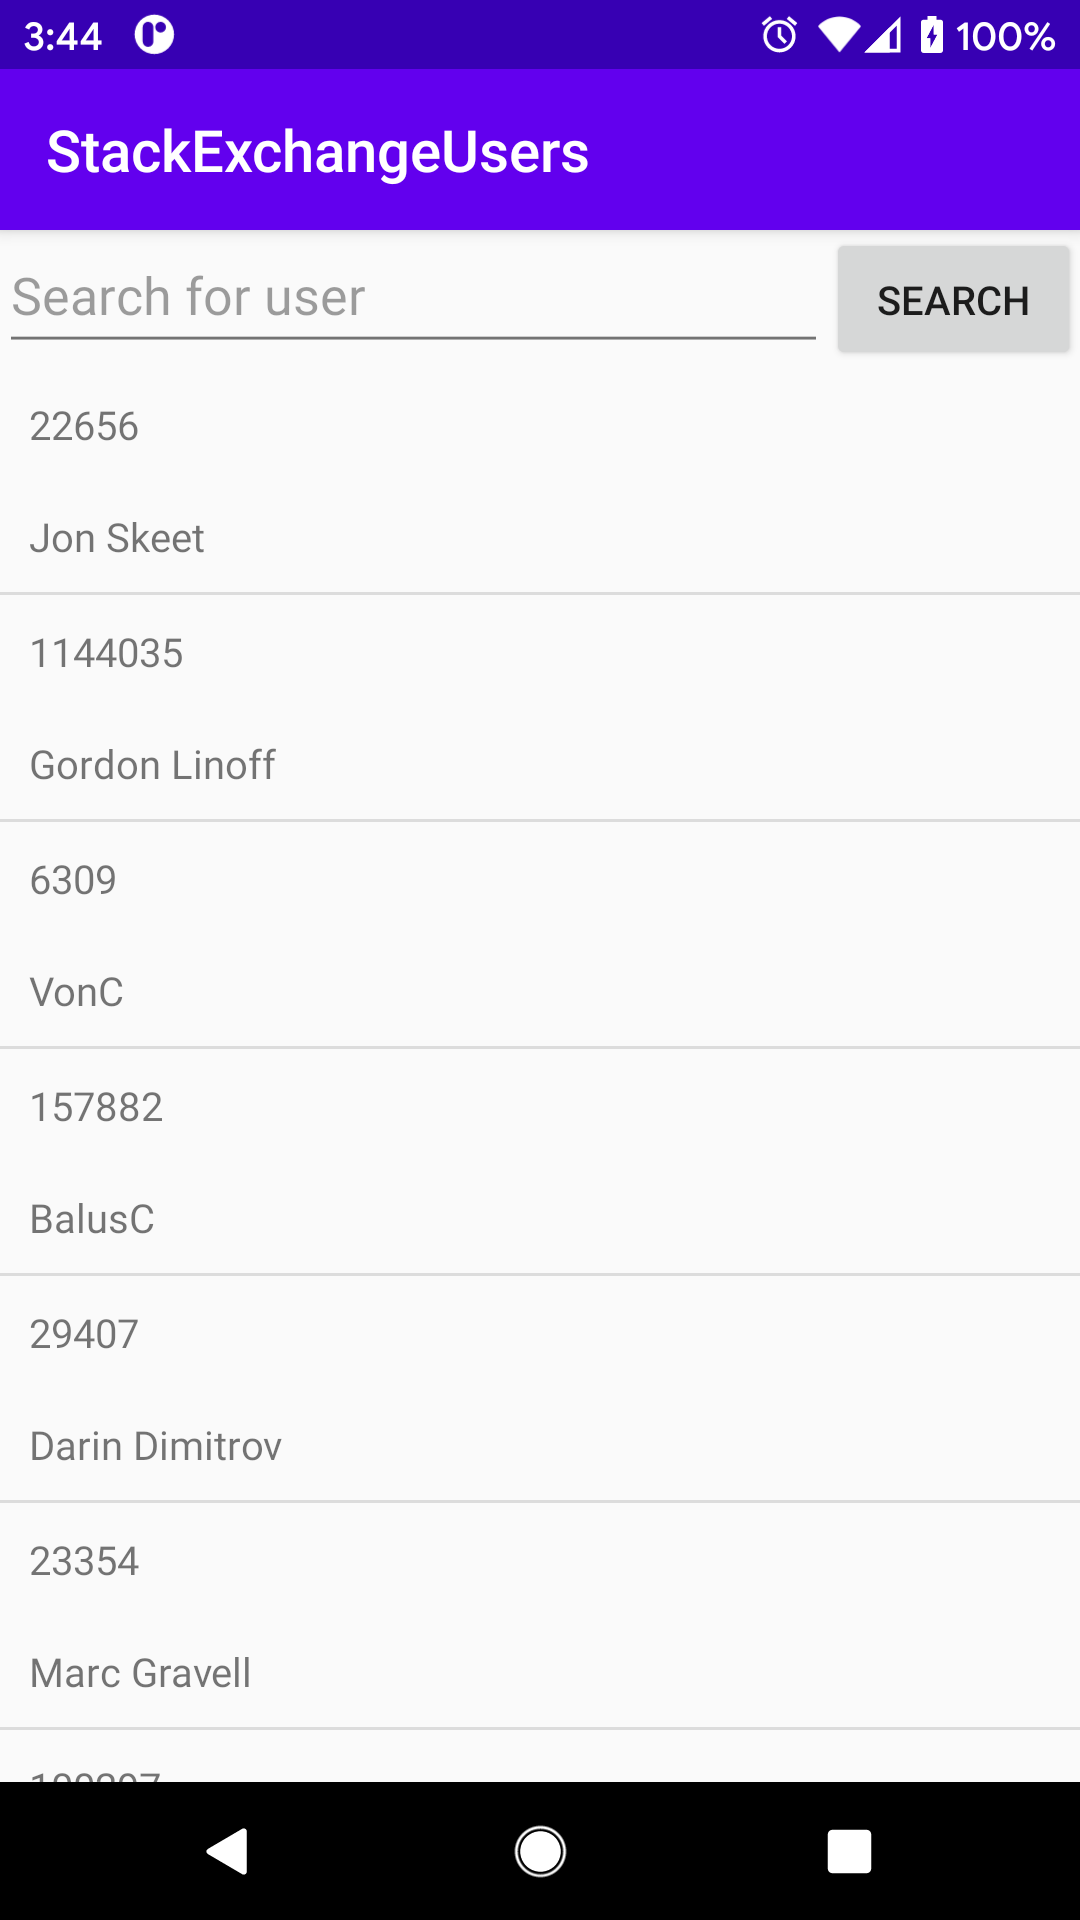 3:44 100%
StackExchangeUsers
Search for user SEARCH
22656
Jon Skeet
1144035
Gordon Linoff
6309
VonC
157882
BalusC
29407
Darin Dimitrov
23354
Marc Gravell